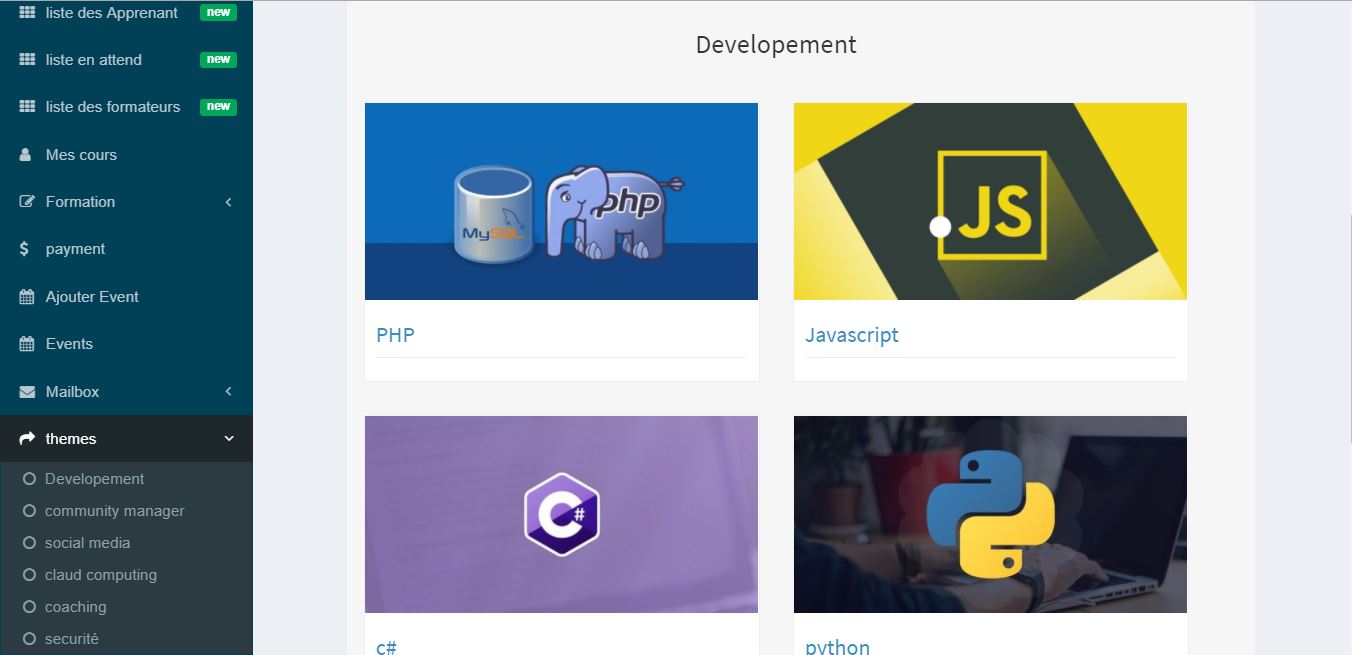 liste des Apprenant new
liste en attend new
liste des formateurs new
Mes cours
Formation
payment
Ajouter Event
Events
Mailbox
themes
Developement
community manager
social media
claud computing
coaching
securité
Developement
MySQL php
JS
PHP
Javascript
C#
c#
python